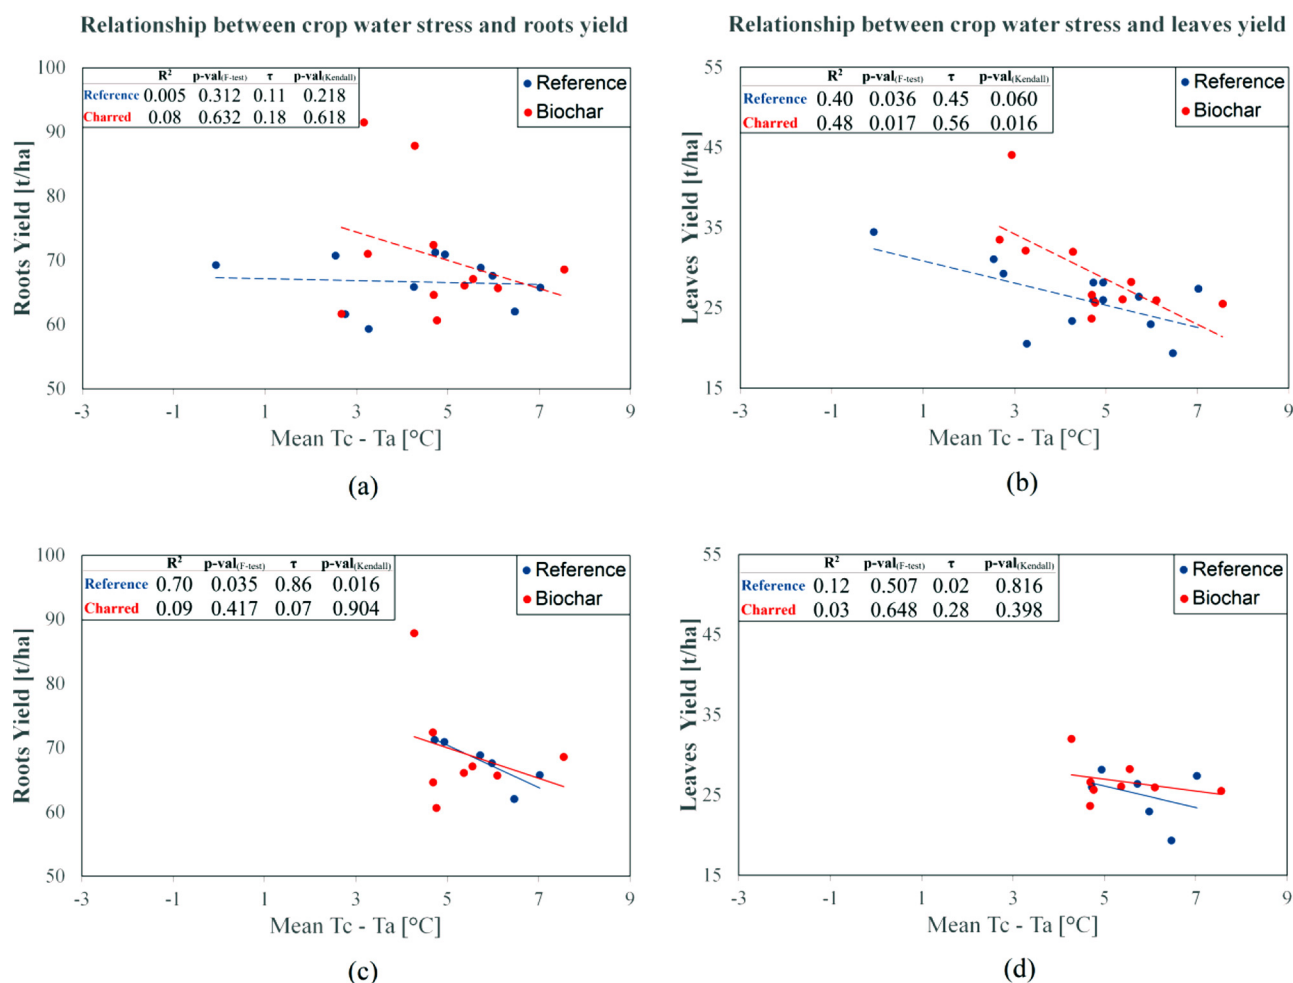 Relationship between crop water stress and roots yield
R² p-val(F-test) τ p-val(Kendall)
Reference 0.005 0.312 0.11 0.218
Charred 0.08 0.632 0.18 0.618
Reference
Biochar
Roots Yield [t/ha]
100
90
80
70
60
50
-3 -1 1 3 5 7 9
Mean Tc - Ta [°C]
(a)
Relationship between crop water stress and leaves yield
R² p-val(F-test) τ p-val(Kendall)
Reference 0.40 0.036 0.45 0.060
Charred 0.48 0.017 0.56 0.016
Reference
Biochar
Leaves Yield [t/ha]
55
45
35
25
15
-3 -1 1 3 5 7 9
Mean Tc - Ta [°C]
(b)
R² p-val(F-test) τ p-val(Kendall)
Reference 0.70 0.035 0.86 0.016
Charred 0.09 0.417 0.07 0.904
Reference
Biochar
Roots Yield [t/ha]
100
90
80
70
60
50
-3 -1 1 3 5 7 9
Mean Tc - Ta [°C]
(c)
R² p-val(F-test) τ p-val(Kendall)
Reference 0.12 0.507 0.02 0.816
Charred 0.03 0.648 0.28 0.398
Reference
Biochar
Leaves Yield [t/ha]
55
45
35
25
15
-3 -1 1 3 5 7 9
Mean Tc - Ta [°C]
(d)